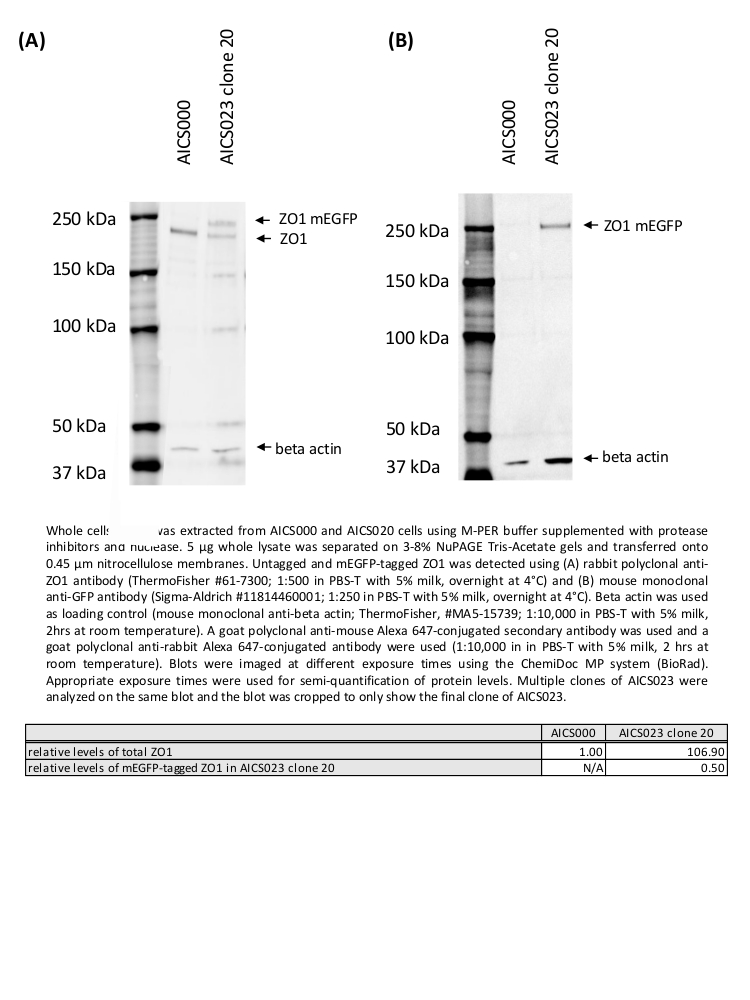 (A)
(B)
AICS000
AICS023 clone 20
AICS000
AICS023 clone 20
250 kDa
150 kDa
100 kDa
50 kDa
37 kDa
ZO1 mEGFP
ZO1
beta actin
250 kDa
150 kDa
100 kDa
50 kDa
37 kDa
ZO1 mEGFP
beta actin
Whole cell was extracted from AICS000 and AICS020 cells using M-PER buffer supplemented with protease
inhibitors and nuclease. 5 µg whole lysate was separated on 3-8% NuPAGE Tris-Acetate gels and transferred onto
0.45 µm nitrocellulose membranes. Untagged and mEGFP-tagged ZO1 was detected using (A) rabbit polyclonal anti-
ZO1 antibody (ThermoFisher #61-7300; 1:500 in PBS-T with 5% milk, overnight at 4°C) and (B) mouse monoclonal
anti-GFP antibody (Sigma-Aldrich #11814460001; 1:250 in PBS-T with 5% milk, overnight at 4°C). Beta actin was used
as loading control (mouse monoclonal anti-beta actin; ThermoFisher, #MA5-15739; 1:10,000 in PBS-T with 5% milk,
2hrs at room temperature). A goat polyclonal anti-mouse Alexa 647-conjugated secondary antibody was used and a
goat polyclonal anti-rabbit Alexa 647-conjugated antibody were used (1:10,000 in in PBS-T with 5% milk, 2 hrs at
room temperature). Blots were imaged at different exposure times using the ChemiDoc MP system (BioRad).
Appropriate exposure times were used for semi-quantification of protein levels. Multiple clones of AICS023 were
analyzed on the same blot and the blot was cropped to only show the final clone of AICS023.
AICS000 AICS023 clone 20
relative levels of total ZO1 1.00 106.90
relative levels of mEGFP-tagged ZO1 in AICS023 clone 20 N/A 0.50